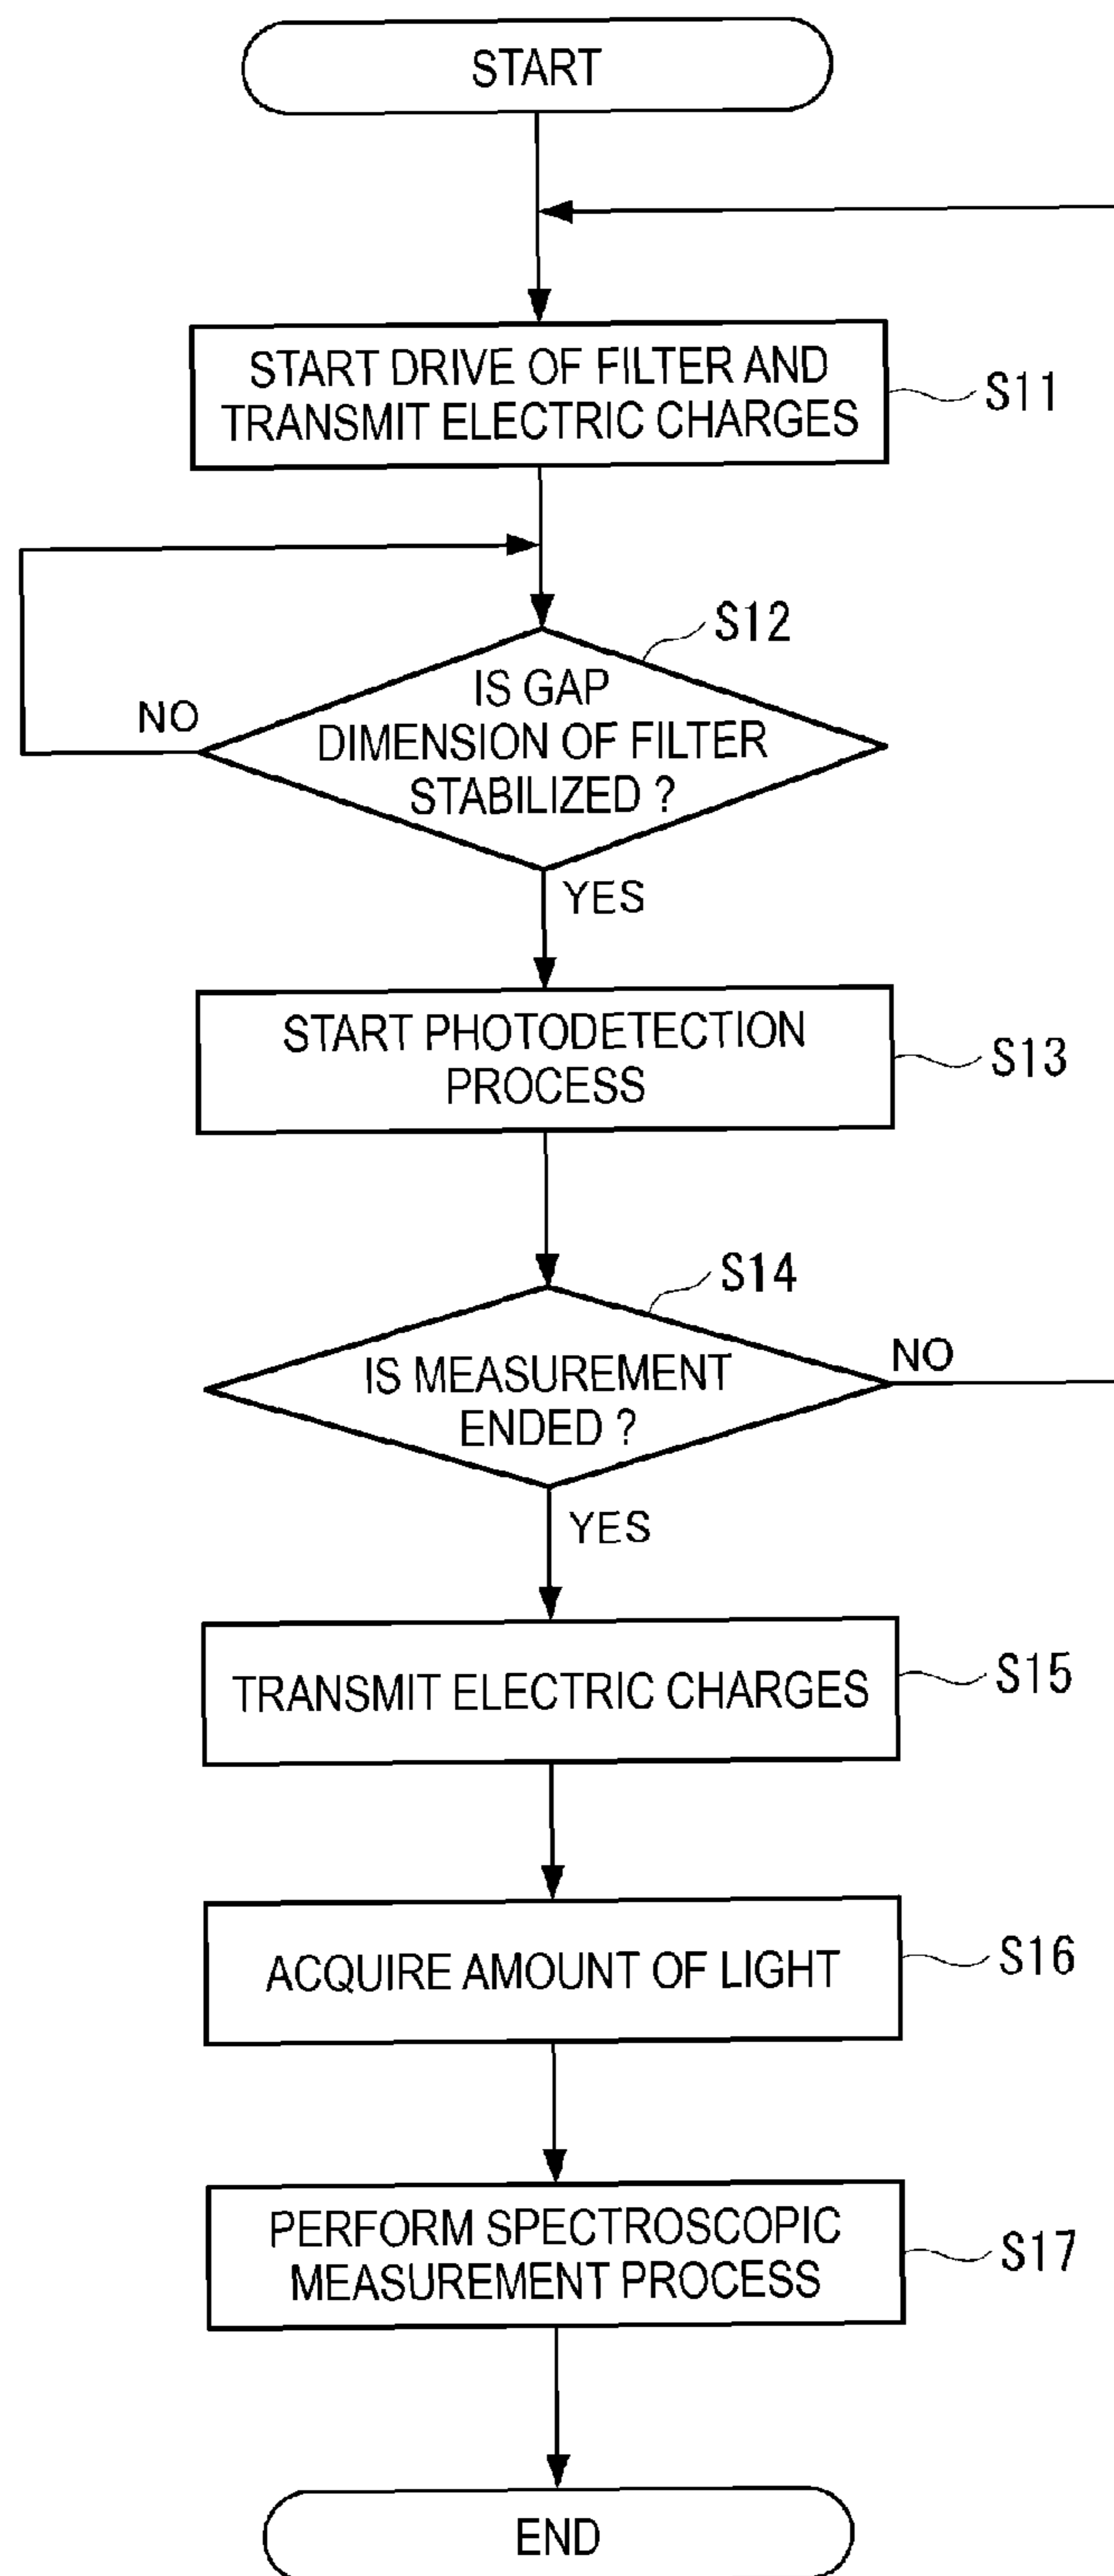 START
START DRIVE OF FILTER AND
TRANSMIT ELECTRIC CHARGES
S11
S12
IS GAP
DIMENSION OF FILTER
STABILIZED ?
NO
YES
START PHOTODETECTION
PROCESS
S13
S14
IS MEASUREMENT
ENDED ?
NO
YES
TRANSMIT ELECTRIC CHARGES
S15
ACQUIRE AMOUNT OF LIGHT
S16
PERFORM SPECTROSCOPIC
MEASUREMENT PROCESS
S17
END